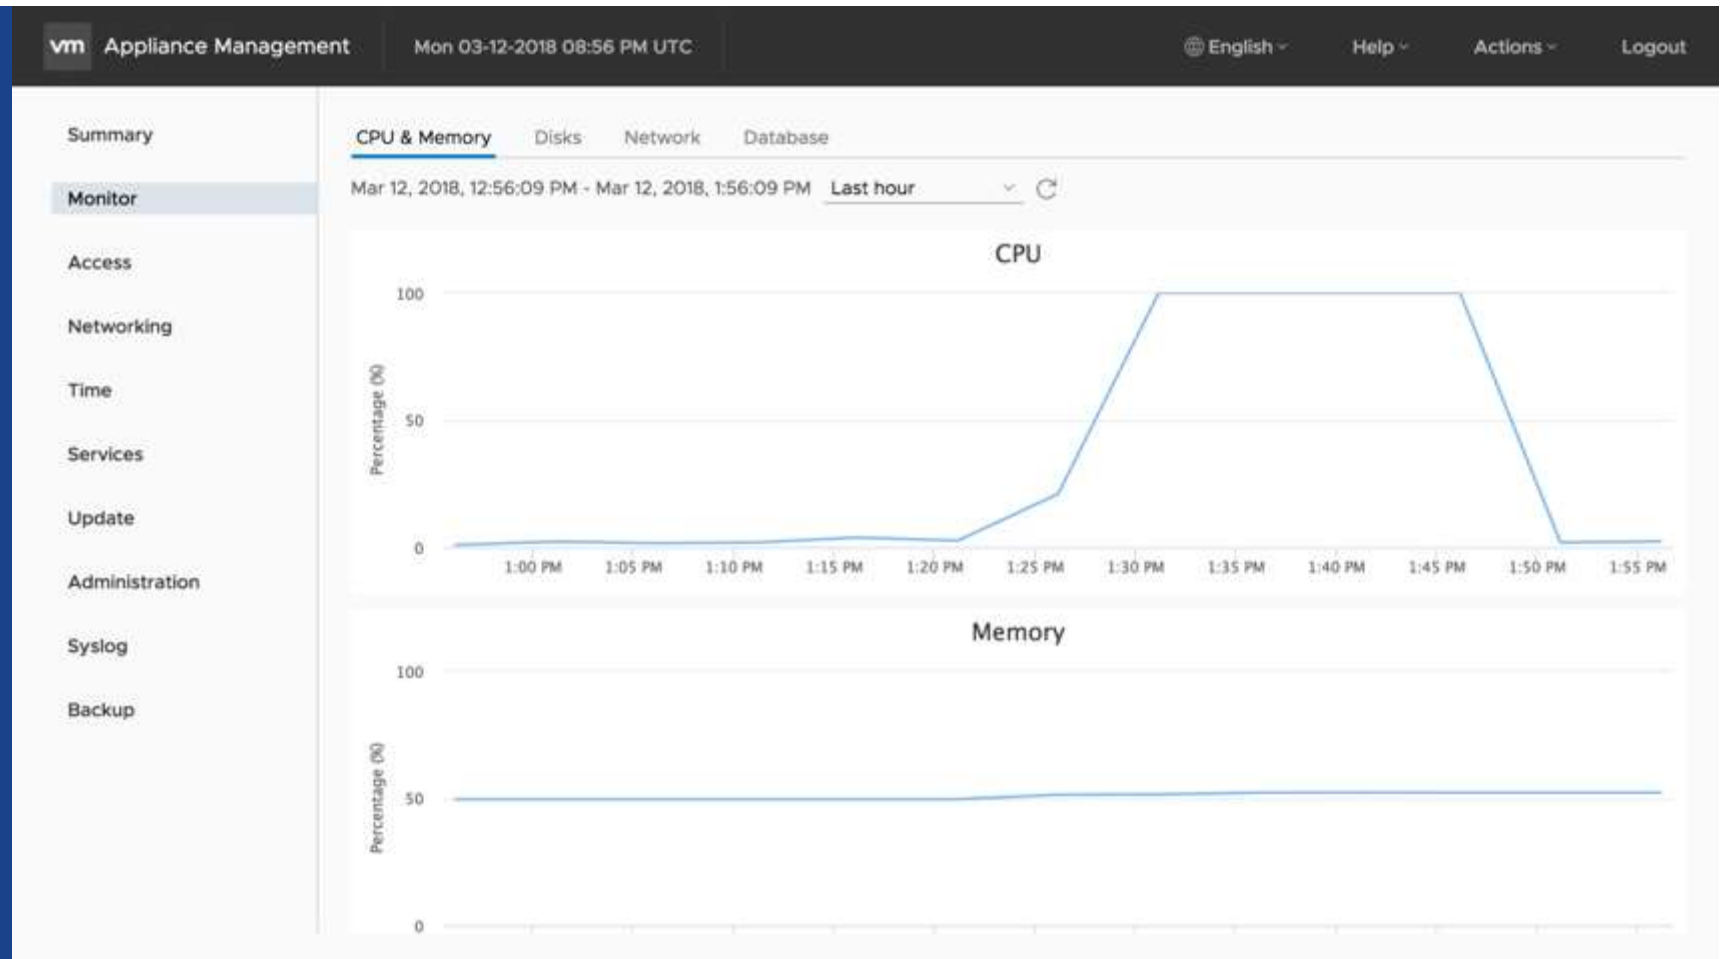 vm Appliance Management Mon 03-12-2018 08:56 PM UTC English Help Actions Logout
Summary
Monitor
Access
Networking
Time
Services
Update
Administration
Syslog
Backup
CPU & Memory Disks Network Database
Mar 12, 2018, 12:56:09 PM - Mar 12, 2018, 1:56:09 PM Last hour
CPU
Percentage (%)
100
50
0
1:00 PM 1:05 PM 1:10 PM 1:15 PM 1:20 PM 1:25 PM 1:30 PM 1:35 PM 1:40 PM 1:45 PM 1:50 PM 1:55 PM
Memory
Percentage (%)
100
50
0